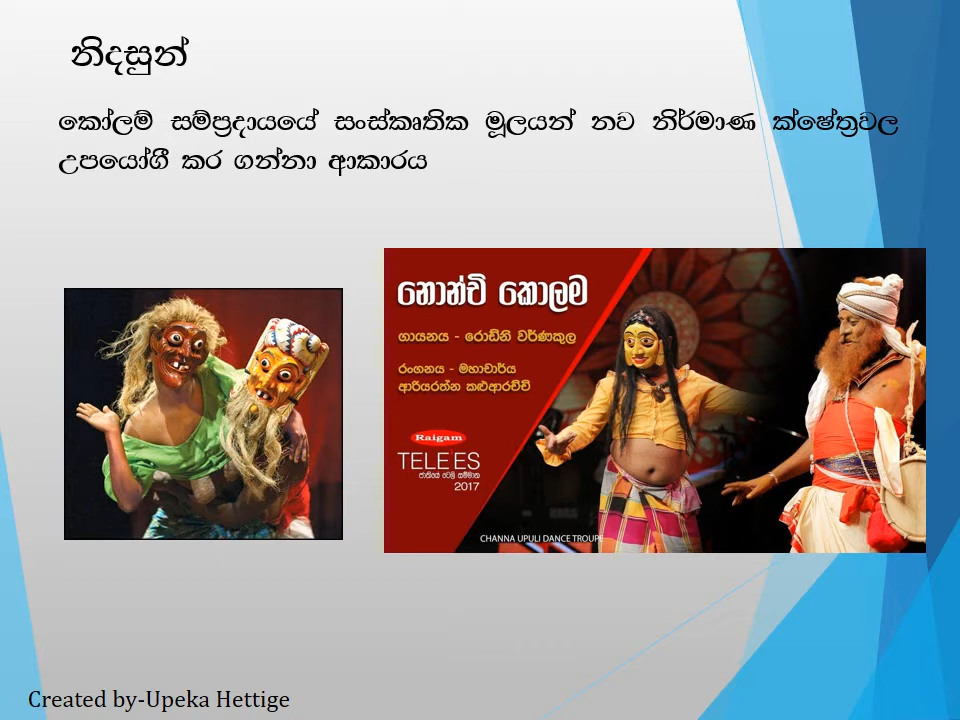 නිදසුන්
කෝලම් සම්ප්‍රදායයේ සංස්කෘතික මූලයන් නව නිර්මාණ ක්ෂේත්‍රවල
උපයෝගී කර ගන්නා ආකාරය
නොන්චි කොලම
ගායනය - රොඩ්නි වර්ණකුල
රංගනය - මහාචාර්ය
ආරියරත්න කළුආරච්චි
Raigam
TELE'ES
ජාතියේ ටෙලි සම්මාන
2017
CHANNA UPULI DANCE TROUPE
Created by-Upeka Hettige